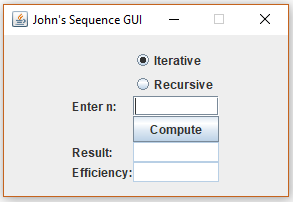 John's Sequence GUI
Iterative
Recursive
Enter n:
Compute
Result:
Efficiency: